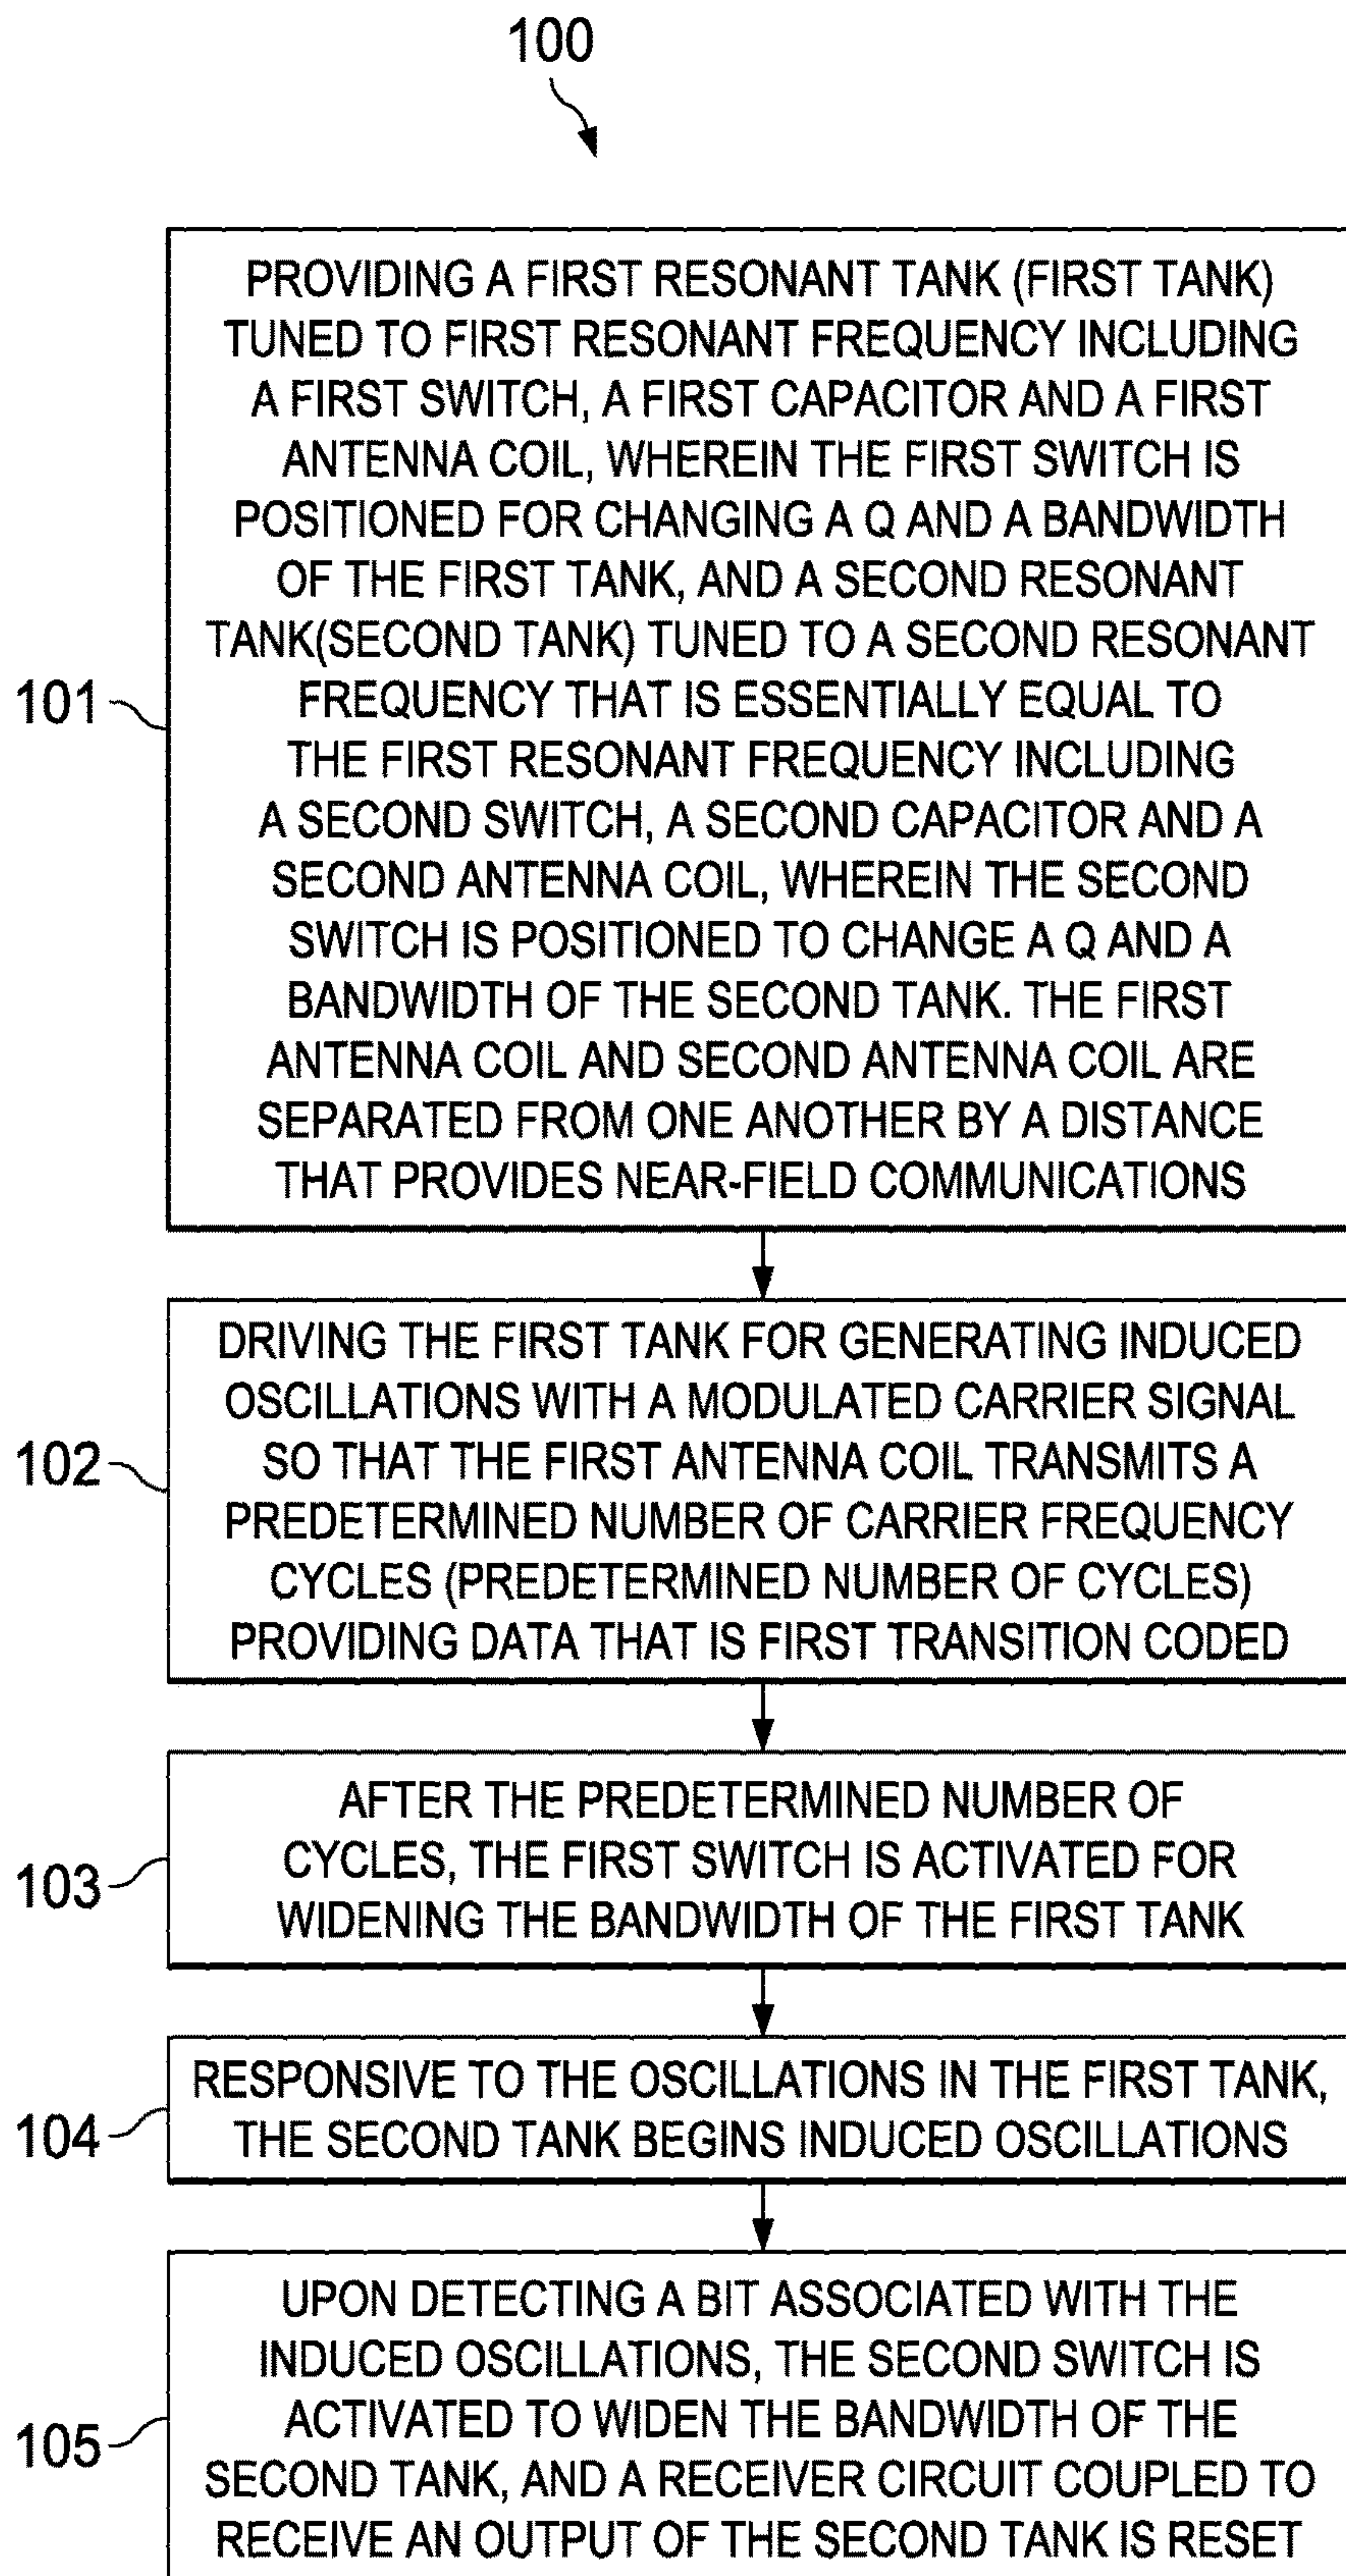 100
PROVIDING A FIRST RESONANT TANK (FIRST TANK)
TUNED TO FIRST RESONANT FREQUENCY INCLUDING
A FIRST SWITCH, A FIRST CAPACITOR AND A FIRST
ANTENNA COIL, WHEREIN THE FIRST SWITCH IS
POSITIONED FOR CHANGING A Q AND A BANDWIDTH
OF THE FIRST TANK, AND A SECOND RESONANT
TANK(SECOND TANK) TUNED TO A SECOND RESONANT
FREQUENCY THAT IS ESSENTIALLY EQUAL TO
THE FIRST RESONANT FREQUENCY INCLUDING
A SECOND SWITCH, A SECOND CAPACITOR AND A
SECOND ANTENNA COIL, WHEREIN THE SECOND
SWITCH IS POSITIONED TO CHANGE A Q AND A
BANDWIDTH OF THE SECOND TANK. THE FIRST
ANTENNA COIL AND SECOND ANTENNA COIL ARE
SEPARATED FROM ONE ANOTHER BY A DISTANCE
THAT PROVIDES NEAR-FIELD COMMUNICATIONS
101
DRIVING THE FIRST TANK FOR GENERATING INDUCED
OSCILLATIONS WITH A MODULATED CARRIER SIGNAL
SO THAT THE FIRST ANTENNA COIL TRANSMITS A
PREDETERMINED NUMBER OF CARRIER FREQUENCY
CYCLES (PREDETERMINED NUMBER OF CYCLES)
PROVIDING DATA THAT IS FIRST TRANSITION CODED
102
AFTER THE PREDETERMINED NUMBER OF
CYCLES, THE FIRST SWITCH IS ACTIVATED FOR
WIDENING THE BANDWIDTH OF THE FIRST TANK
103
RESPONSIVE TO THE OSCILLATIONS IN THE FIRST TANK,
THE SECOND TANK BEGINS INDUCED OSCILLATIONS
104
UPON DETECTING A BIT ASSOCIATED WITH THE
INDUCED OSCILLATIONS, THE SECOND SWITCH IS
ACTIVATED TO WIDEN THE BANDWIDTH OF THE
SECOND TANK, AND A RECEIVER CIRCUIT COUPLED TO
RECEIVE AN OUTPUT OF THE SECOND TANK IS RESET
105